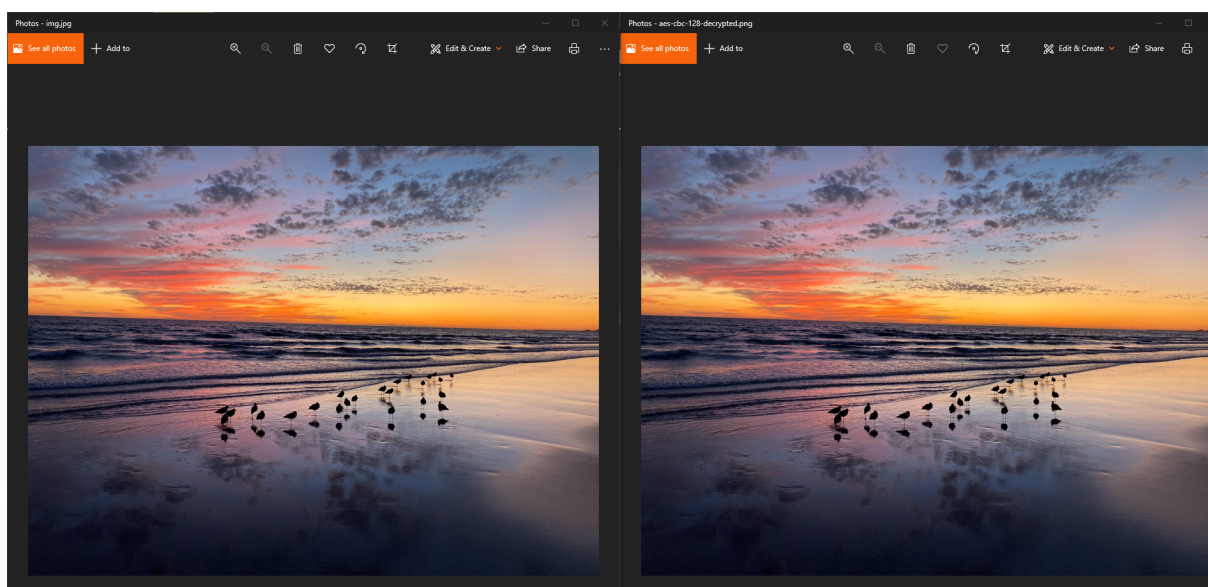 Photos - img.jpg
See all photos
Add to
Edit & Create
Share
Photos - aes-cbc-128-decrypted.png
See all photos
Add to
Edit & Create
Share